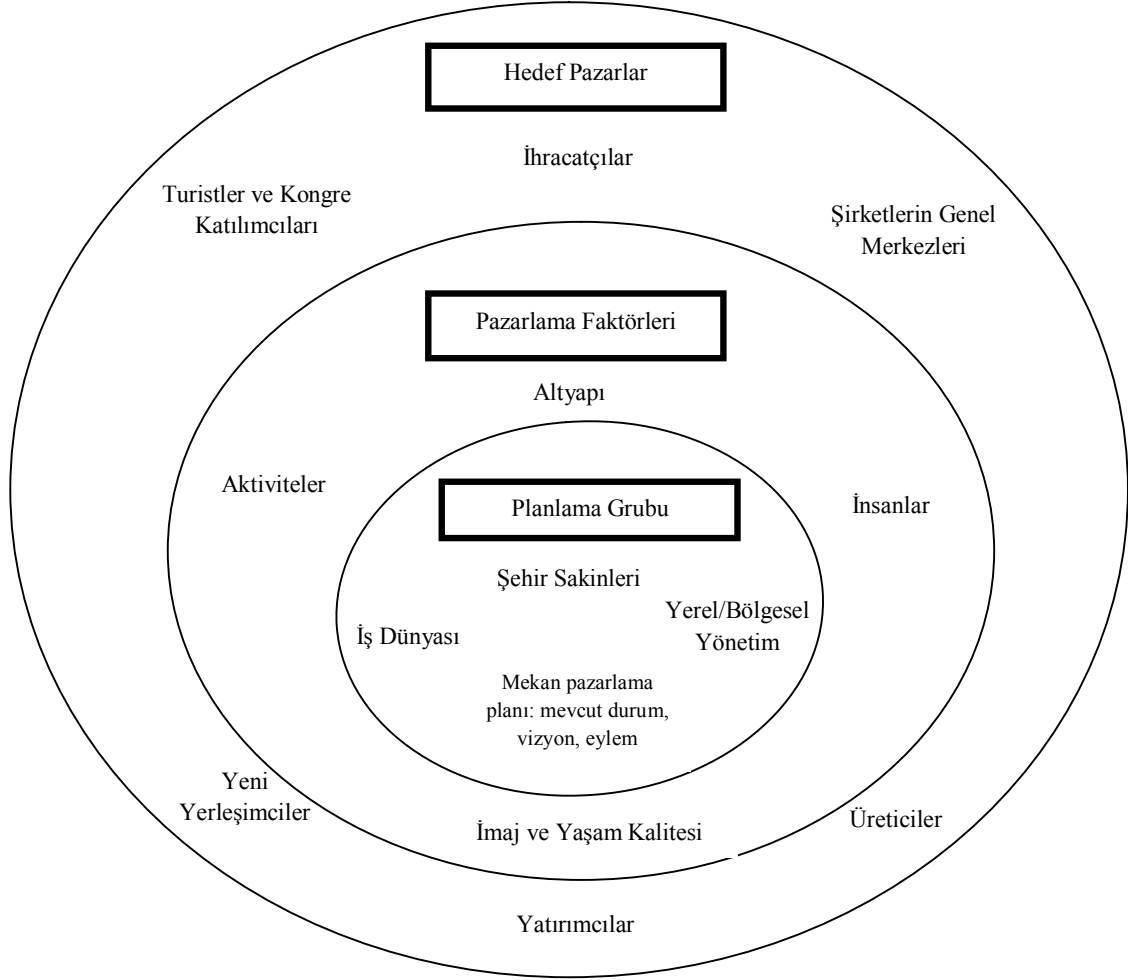 Hedef Pazarlar
İhracatçılar
Turistler ve Kongre
Katılımcıları
Şirketlerin Genel
Merkezleri
Pazarlama Faktörleri
Altyapı
Aktiviteler
İnsanlar
Planlama Grubu
Şehir Sakinleri
İş Dünyası
Yerel/Bölgesel
Yönetim
Mekan pazarlama
planı: mevcut durum,
vizyon, eylem
Yeni
Yerleşimciler
İmaj ve Yaşam Kalitesi
Üreticiler
Yatırımcılar